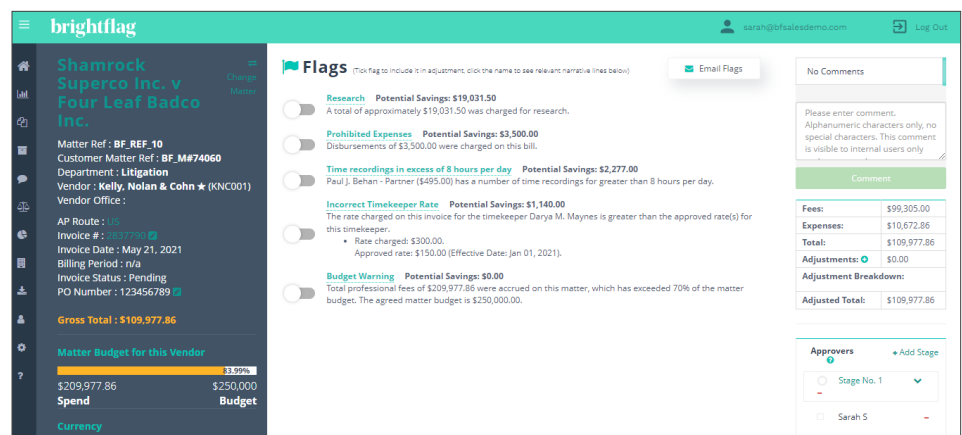 brightflag
sarah@bfsalesdemo.com
Log Out
Shamrock
Superco Inc. v
Four Leaf Badco
Inc.
Change
Matter
Matter Ref : BF_REF_10
Customer Matter Ref : BF_M#74060
Department : Litigation
Vendor : Kelly, Nolan & Cohn ★ (KNC001)
Vendor Office :
AP Route : US
Invoice # : 2837790
Invoice Date : May 21, 2021
Billing Period : n/a
Invoice Status : Pending
PO Number : 123456789
Gross Total : $109,977.86
Matter Budget for this Vendor
83.99%
$209,977.86 $250,000
Spend Budget
Currency
Flags (Tick flag to include it in adjustment; click the name to see relevant narrative lines below)
Email Flags
Research Potential Savings: $19,031.50
A total of approximately $19,031.50 was charged for research.
Prohibited Expenses Potential Savings: $3,500.00
Disbursements of $3,500.00 were charged on this bill.
Time recordings in excess of 8 hours per day Potential Savings: $2,277.00
Paul J. Behan - Partner ($495.00) has a number of time recordings for greater than 8 hours per day.
Incorrect Timekeeper Rate Potential Savings: $1,140.00
The rate charged on this invoice for the timekeeper Darya M. Maynes is greater than the approved rate(s) for
this timekeeper.
• Rate charged: $300.00.
Approved rate: $150.00 (Effective Date: Jan 01, 2021).
Budget Warning Potential Savings: $0.00
Total professional fees of $209,977.86 were accrued on this matter, which has exceeded 70% of the matter
budget. The agreed matter budget is $250,000.00.
No Comments
Please enter comment.
Alphanumeric characters only, no
special characters. This comment
is visible to internal users only
Comment
Fees: $99,305.00
Expenses: $10,672.86
Total: $109,977.86
Adjustments: $0.00
Adjustment Breakdown:
Adjusted Total: $109,977.86
Approvers
+ Add Stage
Stage No. 1
Sarah S